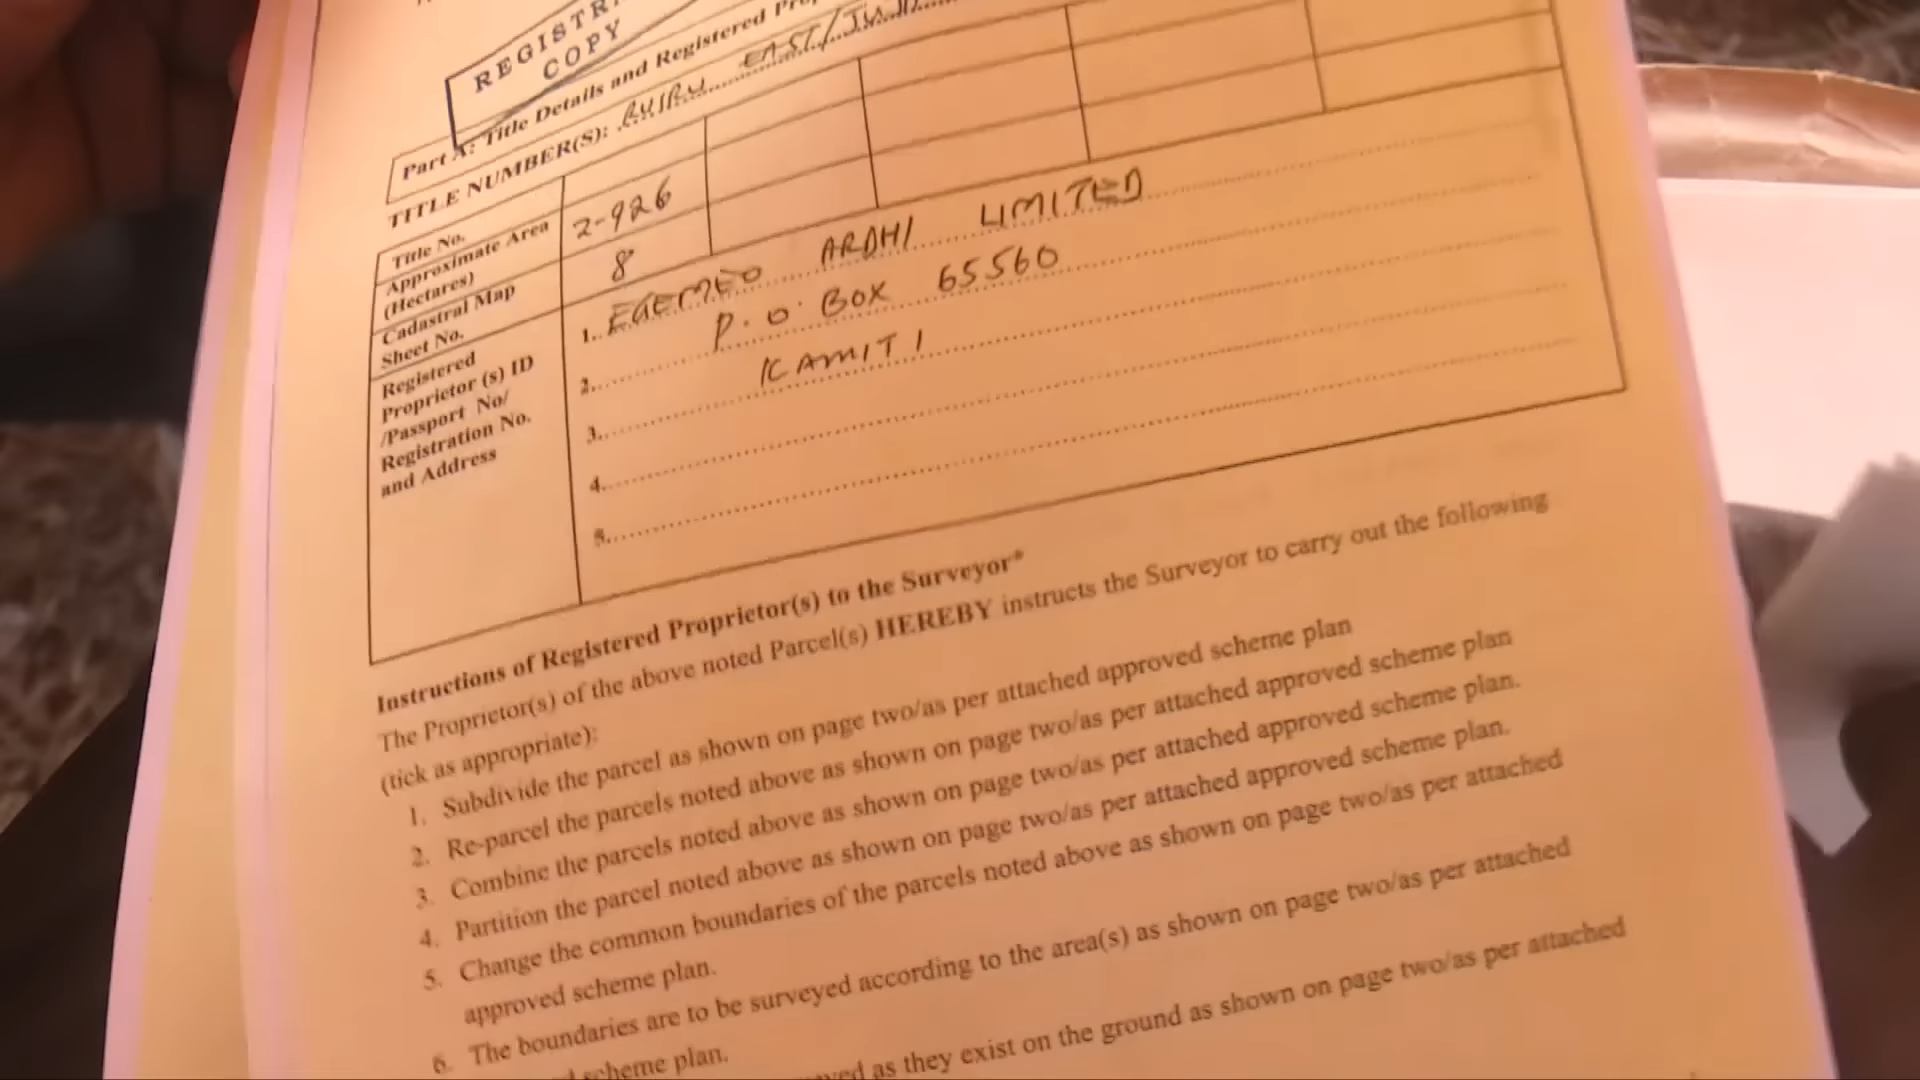 REGISTR
COPY
Part A: Title Details and Registered Pro
TITLE NUMBER(S): RUIRU EAST/JUJA
Title No.
Approximate Area
(Hectares)
2-926
Cadastral Map
Sheet No.
8
Registered
Proprietor (s) ID
/Passport No/
Registration No.
and Address
1. EGEMEO ARDHI LIMITED
2. P.O. BOX 65560
3. KAMITI
4.
5.
Instructions of Registered Proprietor(s) to the Surveyor*
The Proprietor(s) of the above noted Parcel(s) HEREBY instructs the Surveyor to carry out the following
(tick as appropriate):
1. Subdivide the parcel as shown on page two/as per attached approved scheme plan
2. Re-parcel the parcels noted above as shown on page two/as per attached approved scheme plan
3. Combine the parcels noted above as shown on page two/as per attached approved scheme plan.
4. Partition the parcel noted above as shown on page two/as per attached approved scheme plan.
5. Change the common boundaries of the parcels noted above as shown on page two/as per attached
approved scheme plan.
6. The boundaries are to be surveyed according to the area(s) as shown on page two/as per attached
scheme plan.
as they exist on the ground as shown on page two/as per attached